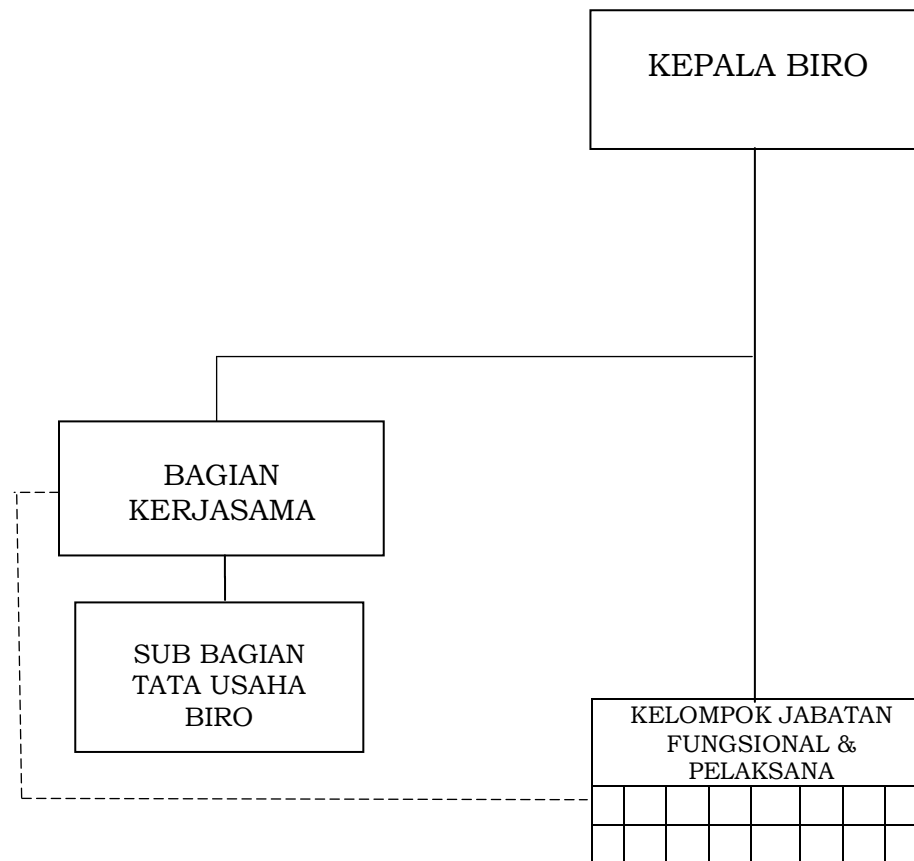 KEPALA BIRO
BAGIAN
KERJASAMA
SUB BAGIAN
TATA USAHA
BIRO
KELOMPOK JABATAN
FUNGSIONAL &
PELAKSANA